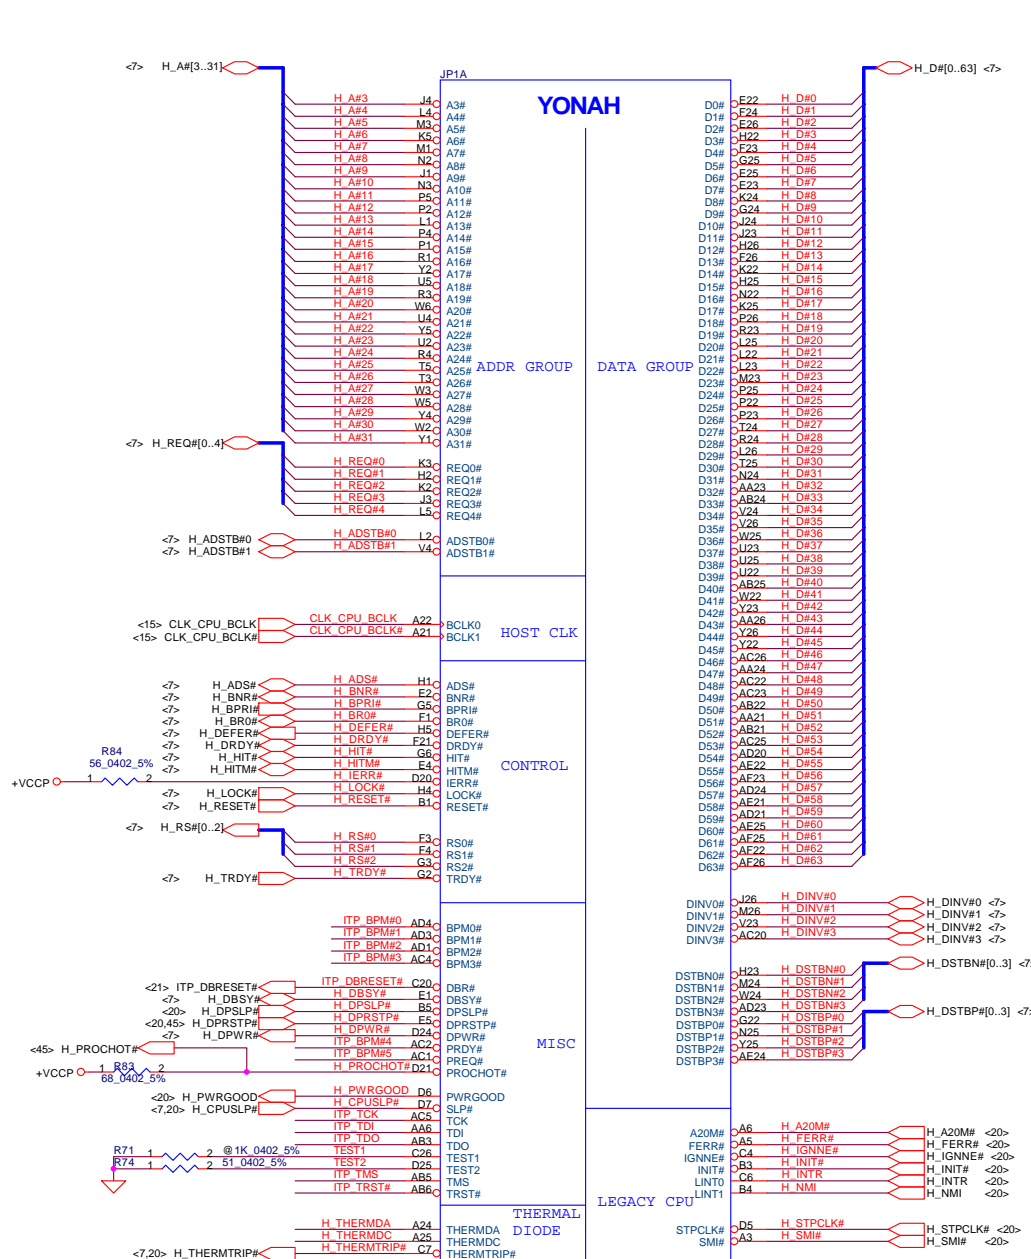 JP1A
YONAH
<7> H_A#[3..31]
H_A#3 J4 A3#
H_A#4 L4 A4#
H_A#5 M3 A5#
H_A#6 K5 A6#
H_A#7 M1 A7#
H_A#8 N2 A8#
H_A#9 J1 A9#
H_A#10 N3 A10#
H_A#11 P5 A11#
H_A#12 P2 A12#
H_A#13 L1 A13#
H_A#14 P4 A14#
H_A#15 P1 A15#
H_A#16 R1 A16#
H_A#17 Y2 A17#
H_A#18 U5 A18#
H_A#19 R3 A19#
H_A#20 W6 A20#
H_A#21 U4 A21#
H_A#22 Y5 A22#
H_A#23 U2 A23#
H_A#24 R4 A24#
H_A#25 T5 A25#
H_A#26 T3 A26#
H_A#27 W3 A27#
H_A#28 W5 A28#
H_A#29 Y4 A29#
H_A#30 W2 A30#
H_A#31 Y1 A31#
ADDR GROUP
<7> H_REQ#[0..4]
H_REQ#0 K3 REQ0#
H_REQ#1 H2 REQ1#
H_REQ#2 K2 REQ2#
H_REQ#3 J3 REQ3#
H_REQ#4 L5 REQ4#
<7> H_ADSTB#0 H_ADSTB#0 L2 ADSTB0#
<7> H_ADSTB#1 H_ADSTB#1 V4 ADSTB1#
<15> CLK_CPU_BCLK CLK_CPU_BCLK A22 BCLK0
<15> CLK_CPU_BCLK# CLK_CPU_BCLK# A21 BCLK1
HOST CLK
<7> H_ADS# H_ADS# H1 ADS#
<7> H_BNR# H_BNR# E2 BNR#
<7> H_BPRI# H_BPRI# G5 BPRI#
<7> H_BR0# H_BR0# F1 BR0#
<7> H_DEFER# H_DEFER# H5 DEFER#
<7> H_DRDY# H_DRDY# F21 DRDY#
<7> H_HIT# H_HIT# G6 HIT#
<7> H_HITM# H_HITM# E4 HITM#
R84
56_0402_5%
+VCCP 1 2 H_IERR# D20 IERR#
<7> H_LOCK# H_LOCK# H4 LOCK#
<7> H_RESET# H_RESET# B1 RESET#
CONTROL
<7> H_RS#[0..2]
H_RS#0 F3 RS0#
H_RS#1 F4 RS1#
H_RS#2 G3 RS2#
<7> H_TRDY# H_TRDY# G2 TRDY#
ITP_BPM#0 AD4 BPM0#
ITP_BPM#1 AD3 BPM1#
ITP_BPM#2 AD1 BPM2#
ITP_BPM#3 AC4 BPM3#
<21> ITP_DBRESET# ITP_DBRESET# C20 DBR#
<7> H_DBSY# H_DBSY# E1 DBSY#
<20> H_DPSLP# H_DPSLP# B5 DPSLP#
<20,45> H_DPRSTP# H_DPRSTP# E5 DPRSTP#
<7> H_DPWR# H_DPWR# D24 DPWR#
ITP_BPM#4 AC2 PRDY#
ITP_BPM#5 AC1 PREQ#
<45> H_PROCHOT# H_PROCHOT# D21 PROCHOT#
+VCCP 1 R83 2
68_0402_5%
MISC
<20> H_PWRGOOD H_PWRGOOD D6 PWRGOOD
<7,20> H_CPUSLP# H_CPUSLP# D7 SLP#
ITP_TCK AC5 TCK
ITP_TDI AA6 TDI
ITP_TDO AB3 TDO
R71 1 2 @1K_0402_5% TEST1 C26 TEST1
R74 1 2 51_0402_5% TEST2 D25 TEST2
ITP_TMS AB5 TMS
ITP_TRST# AB6 TRST#
THERMAL
DIODE
H_THERMDA A24 THERMDA
H_THERMDC A25 THERMDC
<7,20> H_THERMTRIP# H_THERMTRIP# C7 THERMTRIP#
H_D#[0..63] <7>
D0# E22 H_D#0
D1# F24 H_D#1
D2# E26 H_D#2
D3# H22 H_D#3
D4# F23 H_D#4
D5# G25 H_D#5
D6# E25 H_D#6
D7# E23 H_D#7
D8# K24 H_D#8
D9# G24 H_D#9
D10# J24 H_D#10
D11# J23 H_D#11
D12# H26 H_D#12
D13# F26 H_D#13
D14# K22 H_D#14
D15# H25 H_D#15
D16# N22 H_D#16
D17# K25 H_D#17
D18# P26 H_D#18
D19# R23 H_D#19
D20# L25 H_D#20
D21# L22 H_D#21
D22# L23 H_D#22
D23# M23 H_D#23
D24# P25 H_D#24
D25# P22 H_D#25
D26# P23 H_D#26
D27# T24 H_D#27
D28# R24 H_D#28
D29# L26 H_D#29
D30# T25 H_D#30
D31# N24 H_D#31
D32# AA23 H_D#32
D33# AB24 H_D#33
D34# V24 H_D#34
D35# V26 H_D#35
D36# W25 H_D#36
D37# U23 H_D#37
D38# U25 H_D#38
D39# U22 H_D#39
D40# AB25 H_D#40
D41# W22 H_D#41
D42# Y23 H_D#42
D43# AA26 H_D#43
D44# Y26 H_D#44
D45# Y22 H_D#45
D46# AC26 H_D#46
D47# AA24 H_D#47
D48# AC22 H_D#48
D49# AC23 H_D#49
D50# AB22 H_D#50
D51# AA21 H_D#51
D52# AB21 H_D#52
D53# AC25 H_D#53
D54# AD20 H_D#54
D55# AE22 H_D#55
D56# AF23 H_D#56
D57# AD24 H_D#57
D58# AE21 H_D#58
D59# AD21 H_D#59
D60# AE25 H_D#60
D61# AF25 H_D#61
D62# AF22 H_D#62
D63# AF26 H_D#63
DATA GROUP
DINV0# J26 H_DINV#0 H_DINV#0 <7>
DINV1# M26 H_DINV#1 H_DINV#1 <7>
DINV2# V23 H_DINV#2 H_DINV#2 <7>
DINV3# AC20 H_DINV#3 H_DINV#3 <7>
H_DSTBN#[0..3] <7>
DSTBN0# H23 H_DSTBN#0
DSTBN1# M24 H_DSTBN#1
DSTBN2# W24 H_DSTBN#2
DSTBN3# AD23 H_DSTBN#3
H_DSTBP#[0..3] <7>
DSTBP0# G22 H_DSTBP#0
DSTBP1# N25 H_DSTBP#1
DSTBP2# Y25 H_DSTBP#2
DSTBP3# AE24 H_DSTBP#3
A20M# A6 H_A20M# H_A20M# <20>
FERR# A5 H_FERR# H_FERR# <20>
IGNNE# C4 H_IGNNE# H_IGNNE# <20>
INIT# B3 H_INIT# H_INIT# <20>
LINT0 C6 H_INTR H_INTR <20>
LINT1 B4 H_NMI H_NMI <20>
LEGACY CPU
STPCLK# D5 H_STPCLK# H_STPCLK# <20>
SMI# A3 H_SMI# H_SMI# <20>